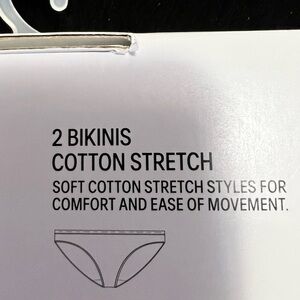 2 BIKINIS
COTTON STRETCH
SOFT COTTON STRETCH STYLES FOR
COMFORT AND EASE OF MOVEMENT.